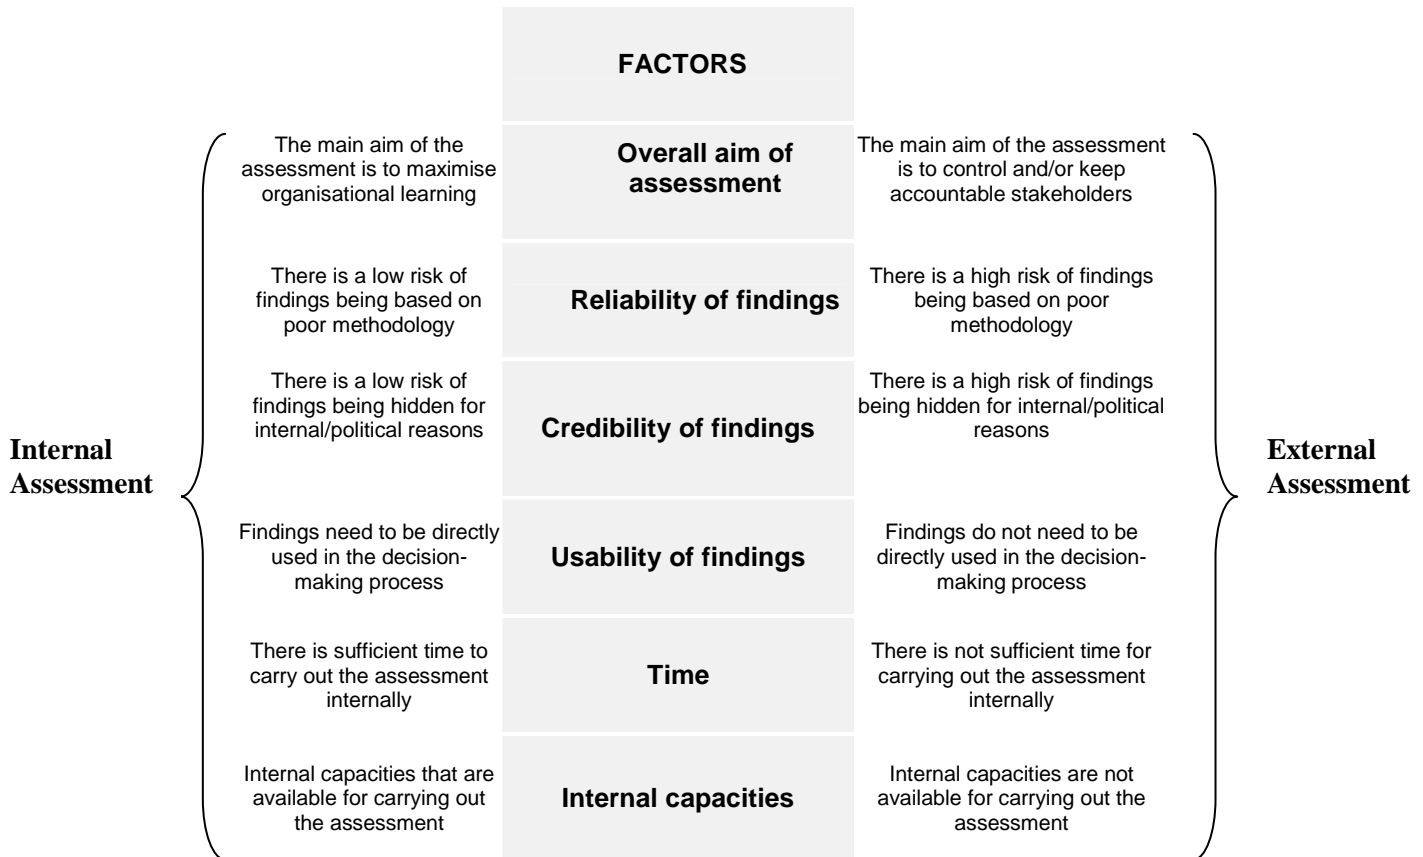 FACTORS
The main aim of the
assessment is to maximise
organisational learning
Overall aim of
assessment
The main aim of the assessment
is to control and/or keep
accountable stakeholders
There is a low risk of
findings being based on
poor methodology
Reliability of findings
There is a high risk of findings
being based on poor
methodology
There is a low risk of
findings being hidden for
internal/political reasons
Credibility of findings
There is a high risk of findings
being hidden for internal/political
reasons
Internal
Assessment
External
Assessment
Findings need to be directly
used in the decision-
making process
Usability of findings
Findings do not need to be
directly used in the decision-
making process
There is sufficient time to
carry out the assessment
internally
Time
There is not sufficient time for
carrying out the assessment
internally
Internal capacities that are
available for carrying out
the assessment
Internal capacities
Internal capacities are not
available for carrying out the
assessment